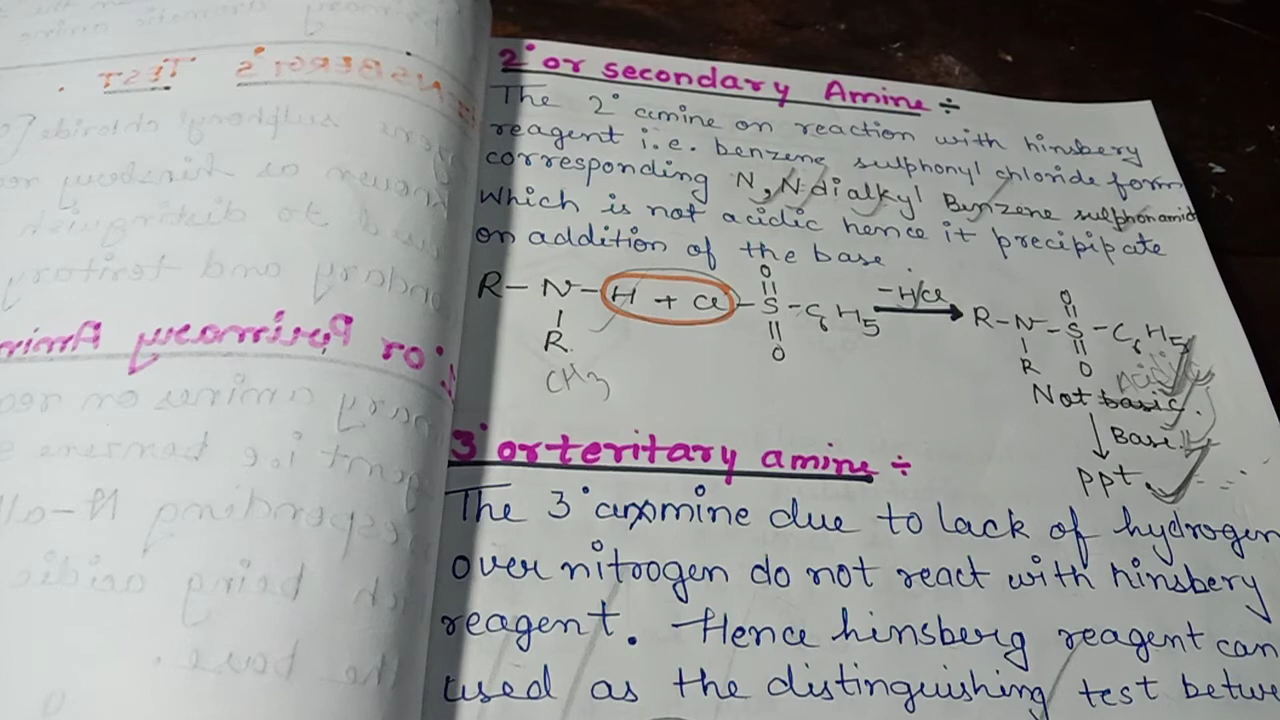 2° or secondary Amine ÷
The 2° amine on reaction with hinsbery
reagent i.e. benzene sulphonyl chloride form
corresponding N,N dialkyl Benzene sulphonamid
Which is not acidic hence it precipipate
on addition of the base.
O O
R-N-H + Cl-S-C6H5 -HCl R-N-S-C6H5
R O R O
CH3 acidic
Not basic.
Base
ppt
3° or teritary amine ÷
The 3° amine due to lack of hydrogen
over nitrogen do not react with hinsbery
reagent. Hence hinsberg reagent can
used as the distinguishing test betwe